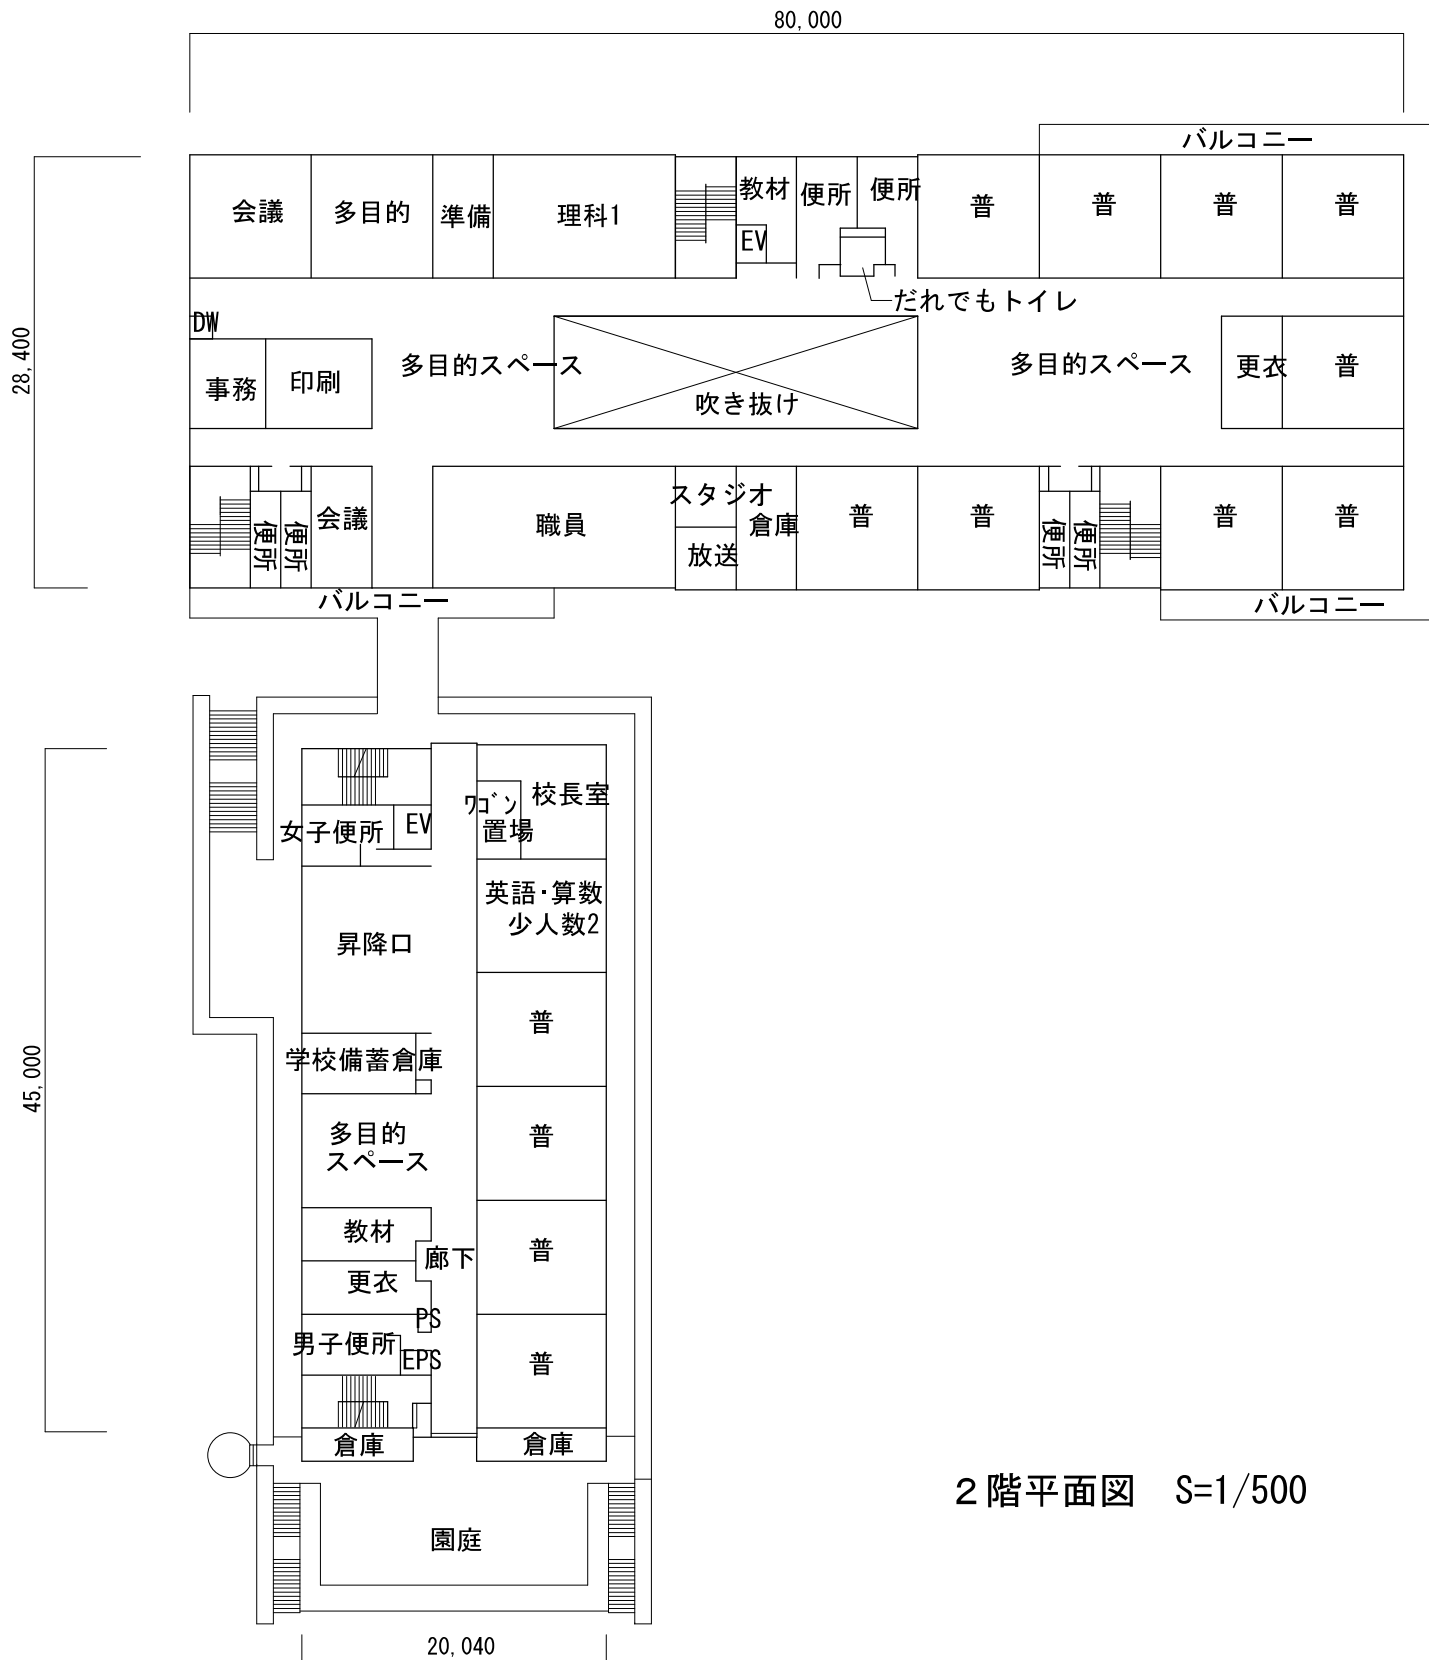 80,000
バルコニー
会議
多目的
準備
理科1
教材
便所
便所
普
普
普
普
EV
だれでもトイレ
DW
28,400
事務
印刷
多目的スペース
吹き抜け
多目的スペース
更衣
普
便所
便所
会議
職員
スタジオ
放送
倉庫
普
普
便所
便所
普
普
バルコニー
バルコニー
45,000
女子便所
EV
ワゴン
置場
校長室
英語・算数
少人数2
昇降口
普
学校備蓄倉庫
多目的
スペース
普
教材
廊下
普
更衣
PS
男子便所
EPS
普
倉庫
倉庫
園庭
20,040
2階平面図 S=1/500